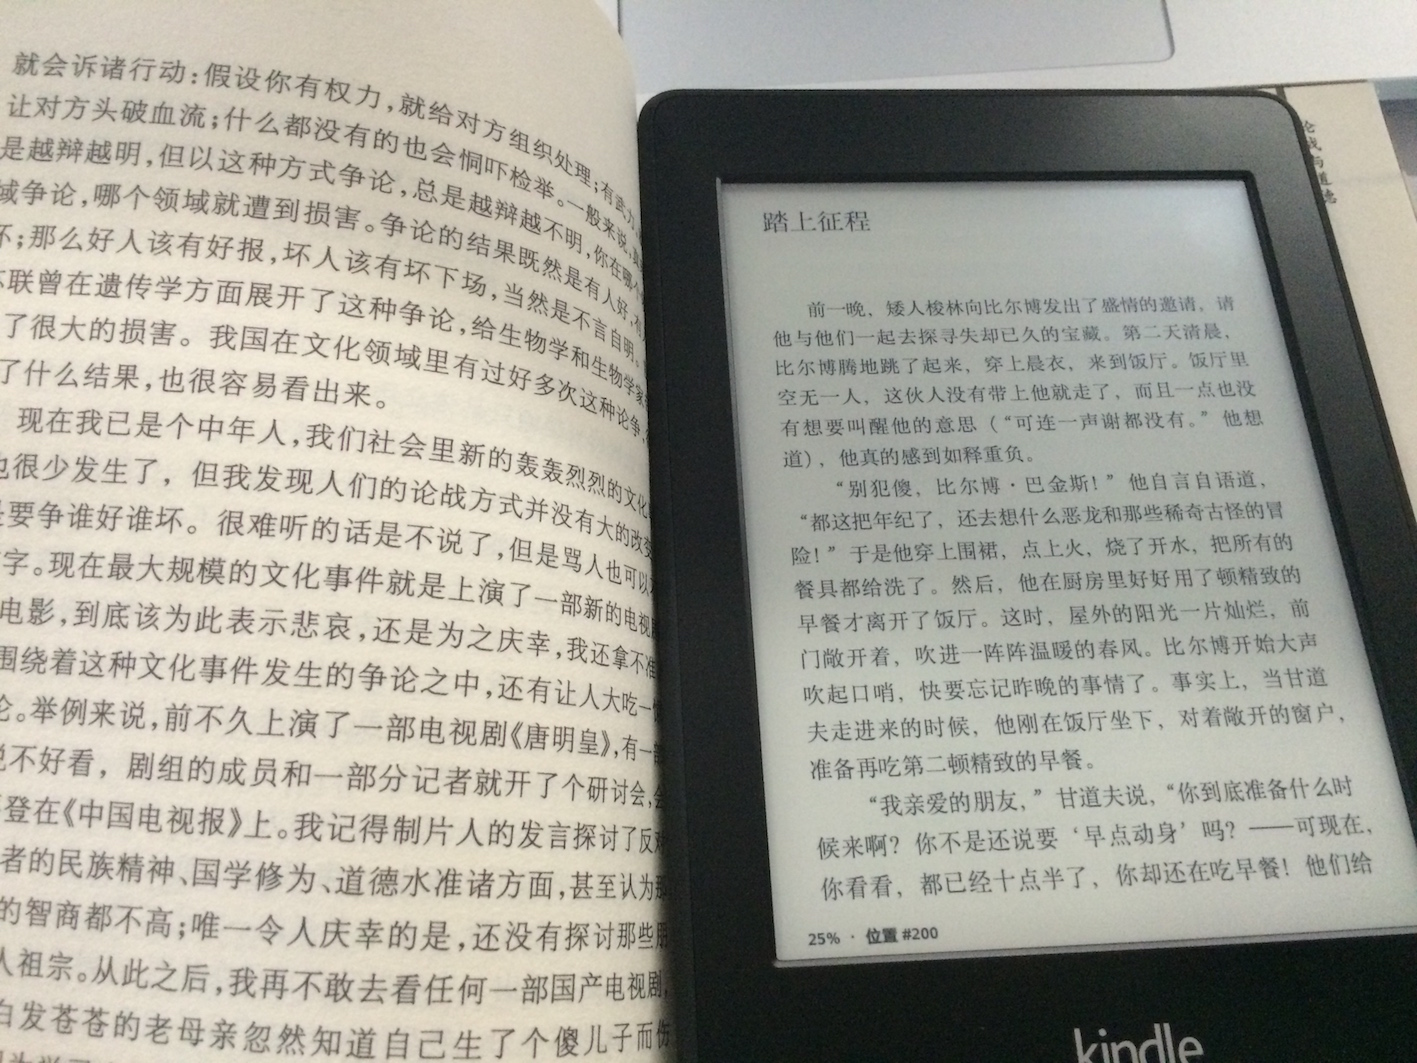 就会诉诸行动：假设你有权力，就给对方组织处理；有武力，
让对方头破血流；什么都没有的也会恫吓检举。一般来说，真
是越辩越明，但以这种方式争论，总是越辩越不明，你在哪个
域争论，哪个领域就遭到损害。争论的结果既然是有人好，有
坏；那么好人该有好报，坏人该有坏下场，当然是不言自明。
联曾在遗传学方面展开了这种争论，给生物学和生物学家
了很大的损害。我国在文化领域里有过好多次这种论争，
了什么结果，也很容易看出来。
现在我已是个中年人，我们社会里新的轰轰烈烈的文化
也很少发生了，但我发现人们的论战方式并没有大的改变
是要争谁好谁坏。很难听的话是不说了，但是骂人也可以
字。现在最大规模的文化事件就是上演了一部新的电视
电影，到底该为此表示悲哀，还是为之庆幸，我还拿不准
围绕着这种文化事件发生的争论之中，还有让人大吃一
论。举例来说，前不久上演了一部电视剧《唐明皇》，有一
说不好看，剧组的成员和一部分记者就开了个研讨会，
登在《中国电视报》上。我记得制片人的发言探讨了反对
者的民族精神、国学修为、道德水准诸方面，甚至认为那
的智商都不高；唯一令人庆幸的是，还没有探讨那些
人祖宗。从此之后，我再不敢去看任何一部国产电视剧，
白发苍苍的老母亲忽然知道自己生了个傻儿子而伤
踏上征程
前一晚，矮人梭林向比尔博发出了盛情的邀请，请
他与他们一起去探寻失却已久的宝藏。第二天清晨，
比尔博腾地跳了起来，穿上晨衣，来到饭厅。饭厅里
空无一人，这伙人没有带上他就走了，而且一点也没
有想要叫醒他的意思（“可连一声谢都没有。”他想
道），他真的感到如释重负。
“别犯傻，比尔博·巴金斯！”他自言自语道，
“都这把年纪了，还去想什么恶龙和那些稀奇古怪的冒
险！”于是他穿上围裙，点上火，烧了开水，把所有的
餐具都给洗了。然后，他在厨房里好好用了顿精致的
早餐才离开了饭厅。这时，屋外的阳光一片灿烂，前
门敞开着，吹进一阵阵温暖的春风。比尔博开始大声
吹起口哨，快要忘记昨晚的事情了。事实上，当甘道
夫走进来的时候，他刚在饭厅坐下，对着敞开的窗户，
准备再吃第二顿精致的早餐。
“我亲爱的朋友，”甘道夫说，“你到底准备什么时
候来啊？你不是还说要‘早点动身’吗？——可现在，
你看看，都已经十点半了，你却还在吃早餐！他们给
25% · 位置 #200
kindle